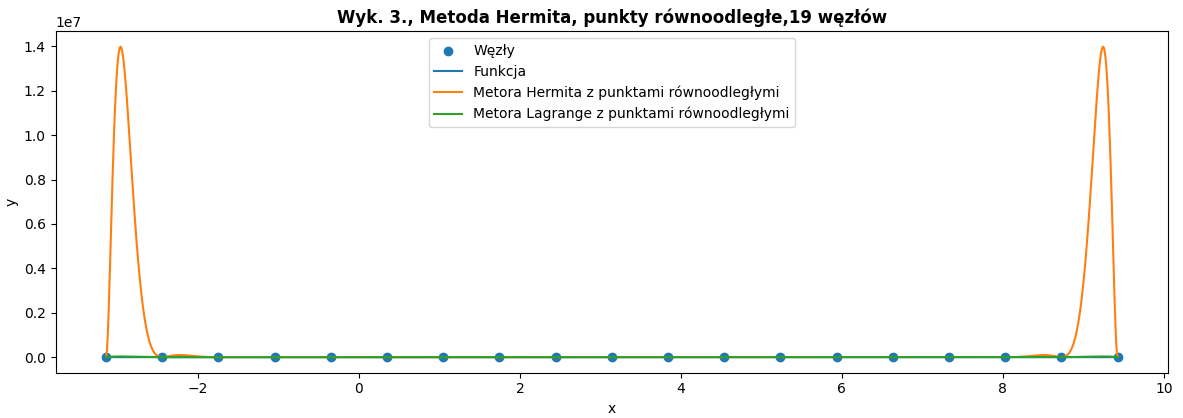 Wyk. 3., Metoda Hermita, punkty równoodległe,19 węzłów
1e7
1.4
1.2
1.0
0.8
0.6
0.4
0.2
0.0
y
Węzły
Funkcja
Metora Hermita z punktami równoodległymi
Metora Lagrange z punktami równoodległymi
−2 0 2 4 6 8 10
x